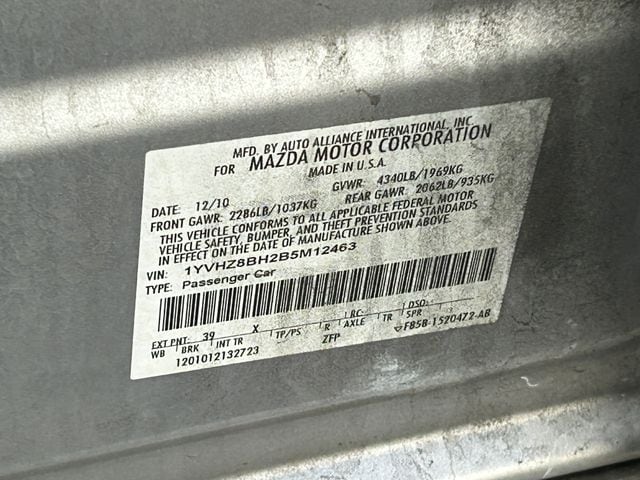 MFD. BY AUTO ALLIANCE INTERNATIONAL, INC.
FOR MAZDA MOTOR CORPORATION
MADE IN U.S.A.
DATE: 12/10 GVWR: 4340LB/1969KG
FRONT GAWR: 2286LB/1037KG REAR GAWR: 2062LB/935KG
THIS VEHICLE CONFORMS TO ALL APPLICABLE FEDERAL MOTOR
VEHICLE SAFETY, BUMPER, AND THEFT PREVENTION STANDARDS
IN EFFECT ON THE DATE OF MANUFACTURE SHOWN ABOVE.
VIN: 1YVHZ8BH2B5M12463
TYPE: Passenger Car
EXT PNT: 39 X RC: DSO:
WB BRK INT TR TP/PS R AXLE TR SPR
1201012132723 ZFP F85B-1520472-AB